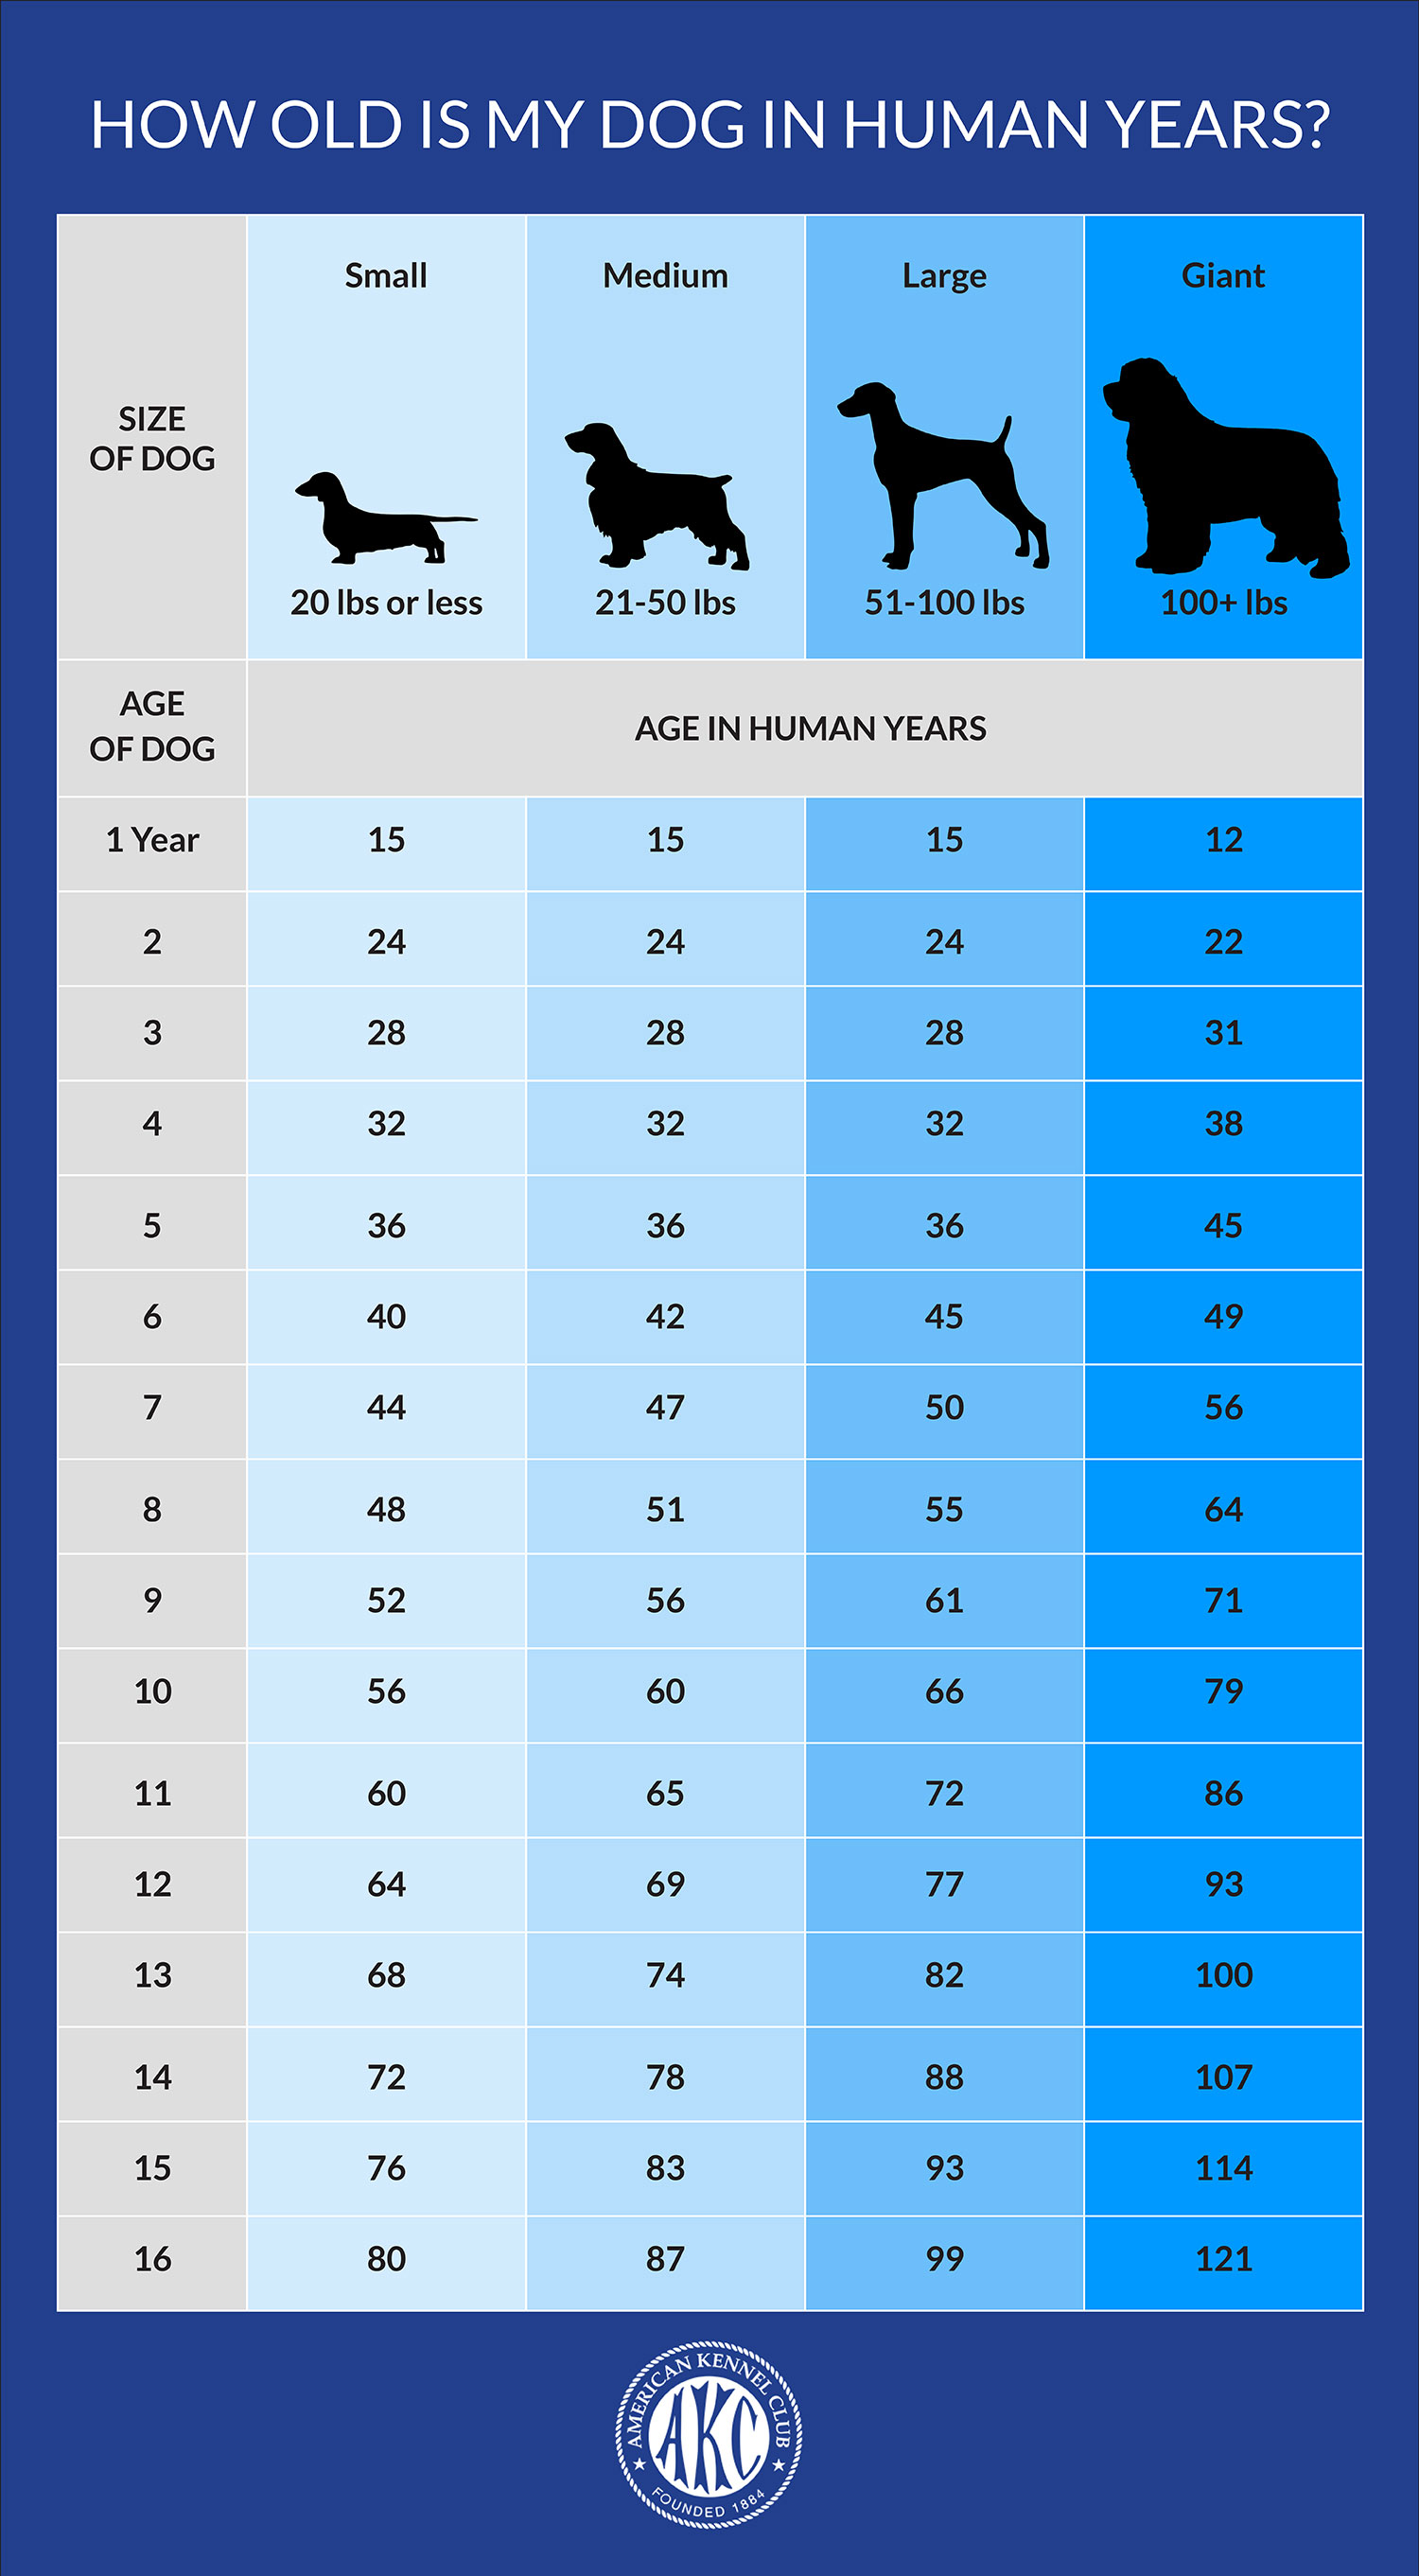 HOW OLD IS MY DOG IN HUMAN YEARS?
SIZE
OF DOG
Small Medium Large Giant
20 lbs or less 21-50 lbs 51-100 lbs 100+ lbs
AGE
OF DOG
AGE IN HUMAN YEARS
1 Year 15 15 15 12
2 24 24 24 22
3 28 28 28 31
4 32 32 32 38
5 36 36 36 45
6 40 42 45 49
7 44 47 50 56
8 48 51 55 64
9 52 56 61 71
10 56 60 66 79
11 60 65 72 86
12 64 69 77 93
13 68 74 82 100
14 72 78 88 107
15 76 83 93 114
16 80 87 99 121
AMERICAN KENNEL CLUB
AKC
FOUNDED 1884